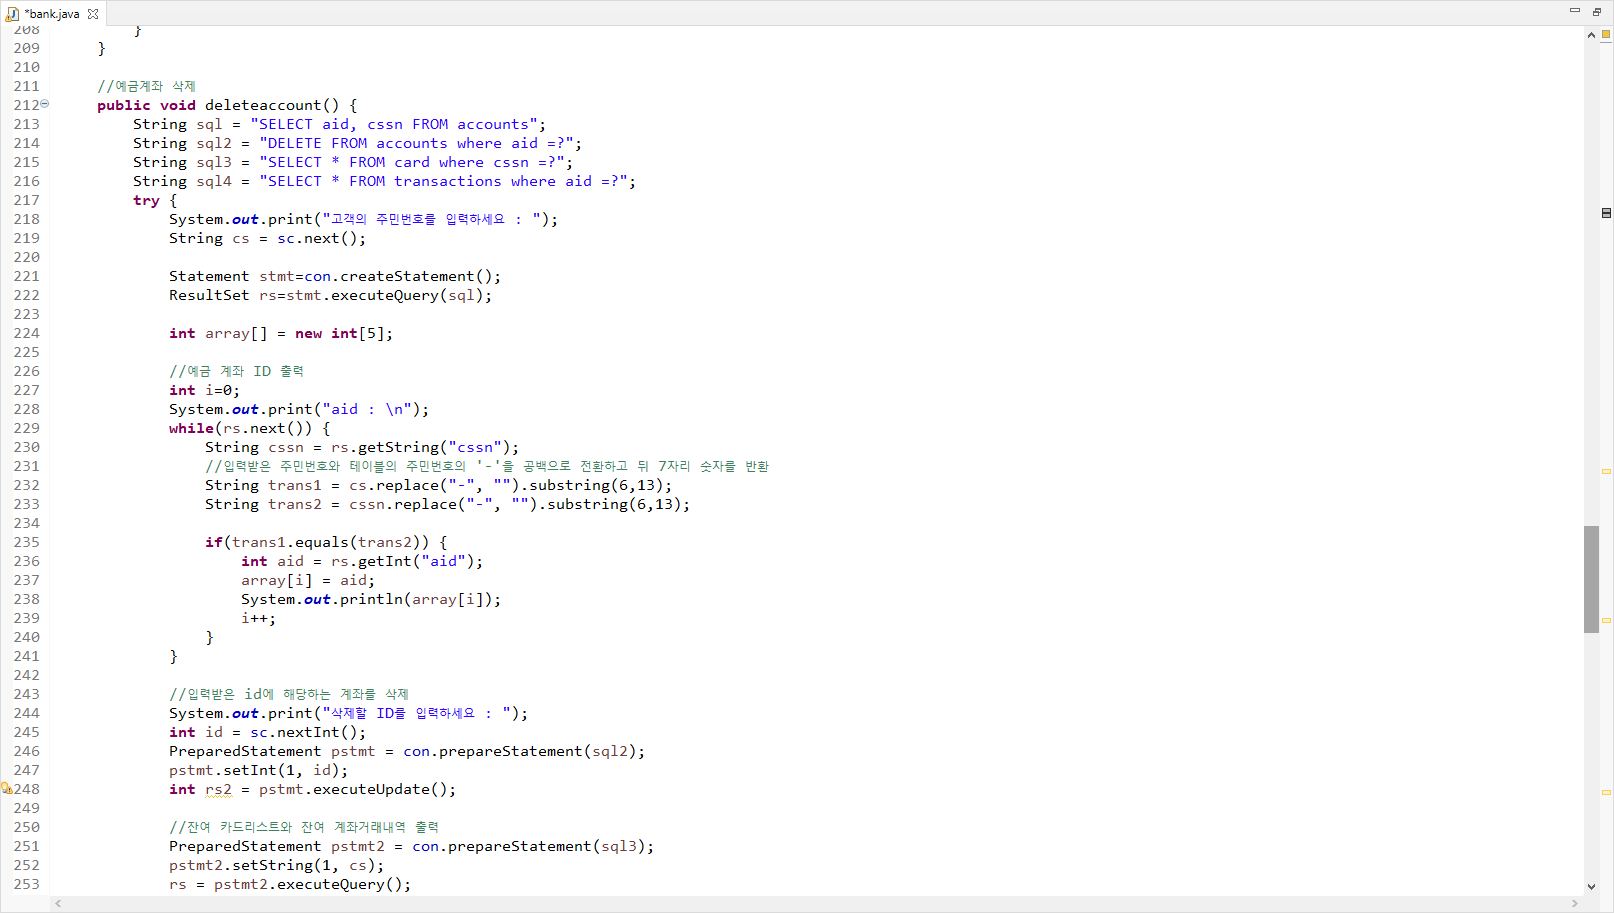 *bank.java
208 }
209 }
210
211 //예금계좌 삭제
212 public void deleteaccount() {
213 String sql = "SELECT aid, cssn FROM accounts";
214 String sql2 = "DELETE FROM accounts where aid =?";
215 String sql3 = "SELECT * FROM card where cssn =?";
216 String sql4 = "SELECT * FROM transactions where aid =?";
217 try {
218 System.out.print("고객의 주민번호를 입력하세요 : ");
219 String cs = sc.next();
220
221 Statement stmt=con.createStatement();
222 ResultSet rs=stmt.executeQuery(sql);
223
224 int array[] = new int[5];
225
226 //예금 계좌 ID 출력
227 int i=0;
228 System.out.print("aid : \n");
229 while(rs.next()) {
230 String cssn = rs.getString("cssn");
231 //입력받은 주민번호와 테이블의 주민번호의 '-'을 공백으로 전환하고 뒤 7자리 숫자를 반환
232 String trans1 = cs.replace("-", "").substring(6,13);
233 String trans2 = cssn.replace("-", "").substring(6,13);
234
235 if(trans1.equals(trans2)) {
236 int aid = rs.getInt("aid");
237 array[i] = aid;
238 System.out.println(array[i]);
239 i++;
240 }
241 }
242
243 //입력받은 id에 해당하는 계좌를 삭제
244 System.out.print("삭제할 ID를 입력하세요 : ");
245 int id = sc.nextInt();
246 PreparedStatement pstmt = con.prepareStatement(sql2);
247 pstmt.setInt(1, id);
248 int rs2 = pstmt.executeUpdate();
249
250 //잔여 카드리스트와 잔여 계좌거래내역 출력
251 PreparedStatement pstmt2 = con.prepareStatement(sql3);
252 pstmt2.setString(1, cs);
253 rs = pstmt2.executeQuery();